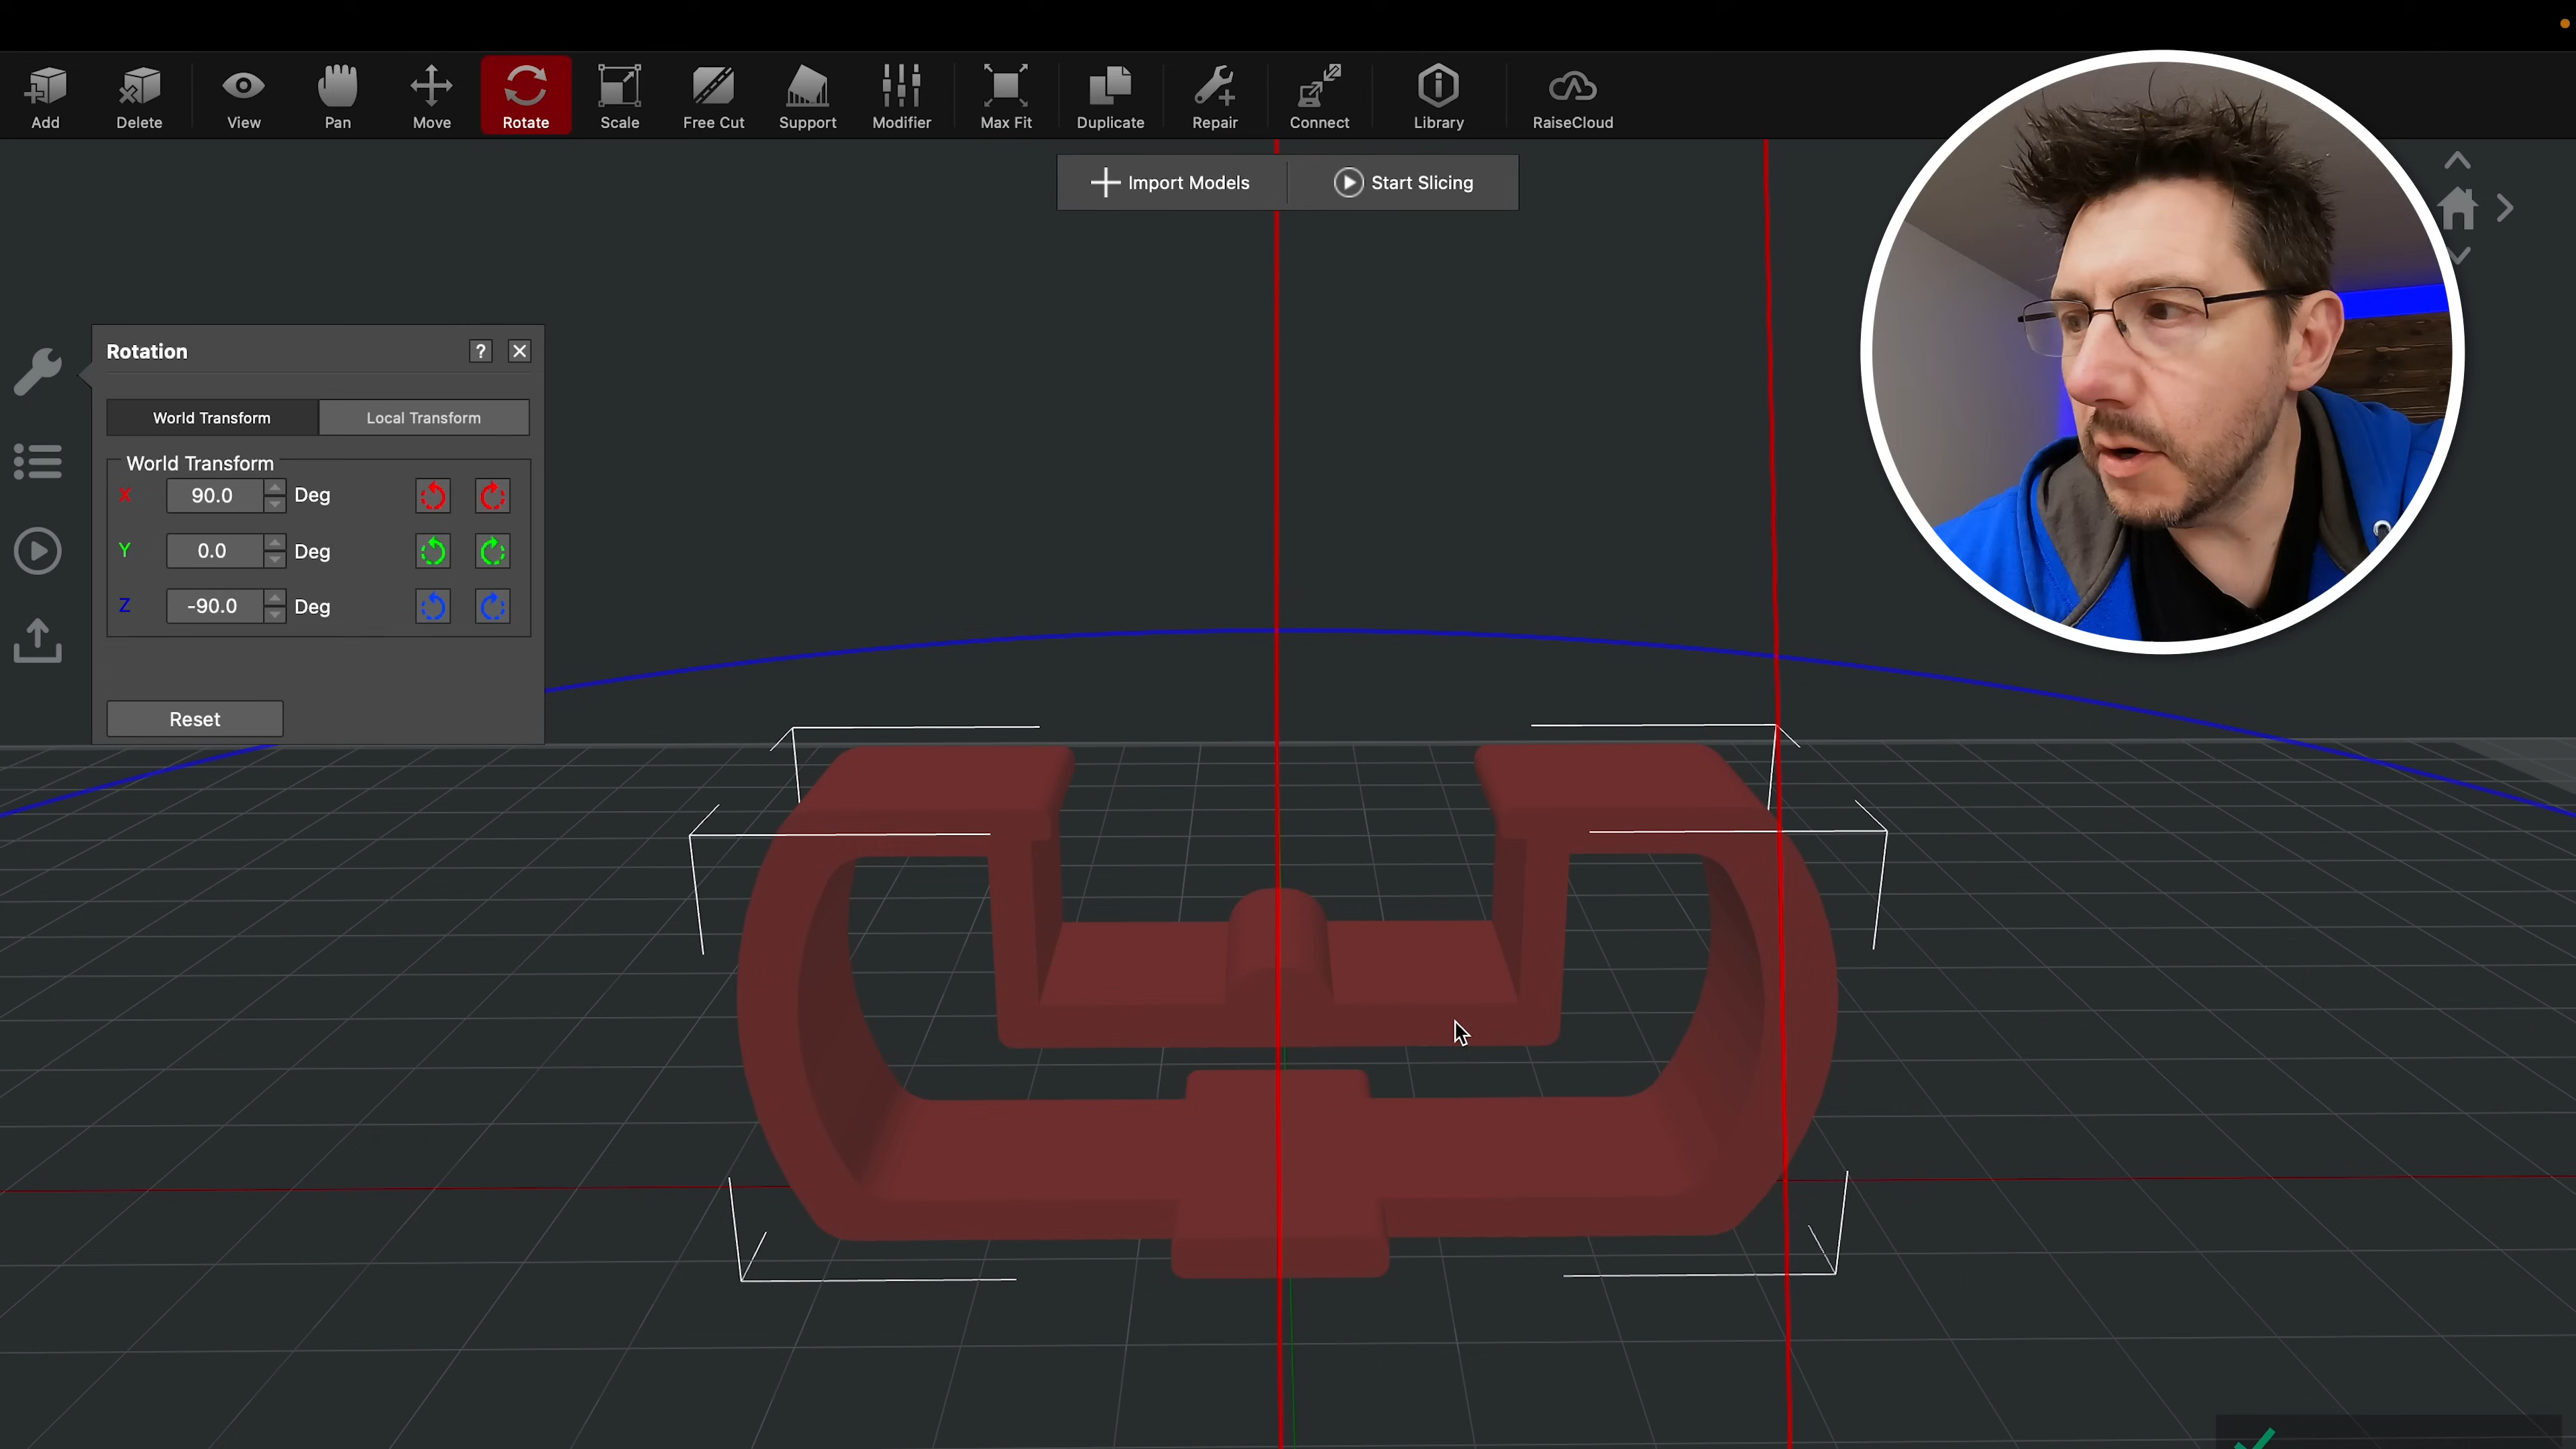 Add Delete View Pan Move Rotate Scale Free Cut Support Modifier Max Fit Duplicate Repair Connect Library RaiseCloud
Import Models Start Slicing
Rotation ?
World Transform Local Transform
World Transform
X 90.0 Deg
Y 0.0 Deg
Z -90.0 Deg
Reset